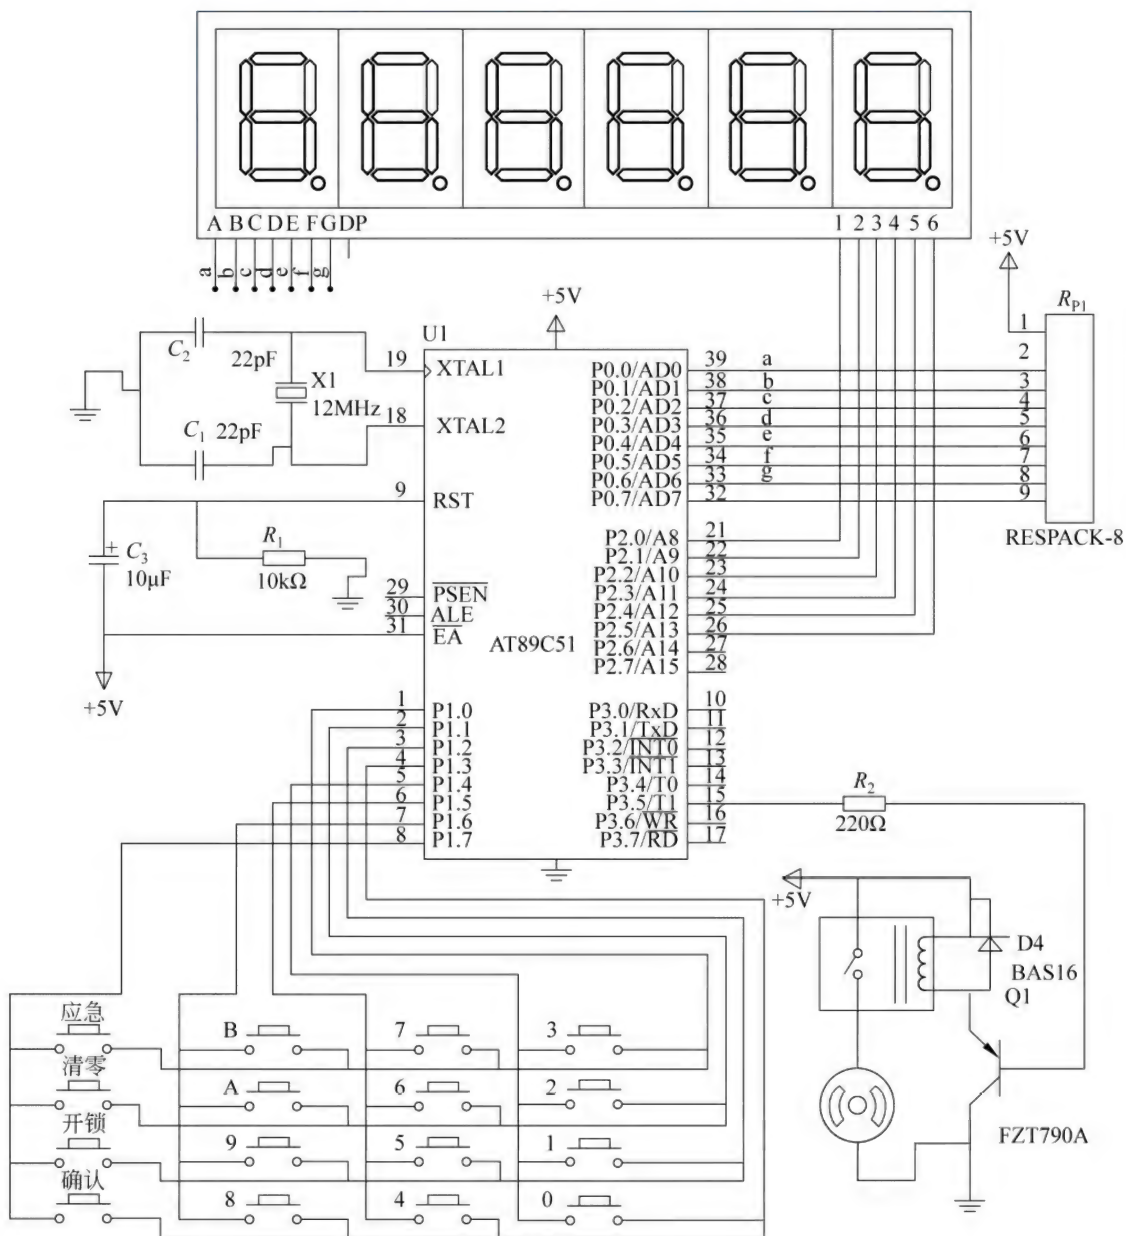 A B C D E F G DP
1 2 3 4 5 6
a b c d e f g
+5V
R_P1
1
2
3
4
5
6
7
8
9
RESPACK-8
+5V
U1
C₂
22pF
X1
12MHz
C₁ 22pF
19 XTAL1
18 XTAL2
9 RST
C₃
10μF
+
R₁
10kΩ
29 PSEN
30 ALE
31 EA
+5V
AT89C51
P0.0/AD0 39 a
P0.1/AD1 38 b
P0.2/AD2 37 c
P0.3/AD3 36 d
P0.4/AD4 35 e
P0.5/AD5 34 f
P0.6/AD6 33 g
P0.7/AD7 32
P2.0/A8 21
P2.1/A9 22
P2.2/A10 23
P2.3/A11 24
P2.4/A12 25
P2.5/A13 26
P2.6/A14 27
P2.7/A15 28
1 P1.0
2 P1.1
3 P1.2
4 P1.3
5 P1.4
6 P1.5
7 P1.6
8 P1.7
P3.0/RxD 10
P3.1/TxD 11
P3.2/INT0 12
P3.3/INT1 13
P3.4/T0 14
P3.5/T1 15
P3.6/WR 16
P3.7/RD 17
R₂
220Ω
+5V
D4
BAS16
Q1
FZT790A
应急 B 7 3
清零 A 6 2
开锁 9 5 1
确认 8 4 0